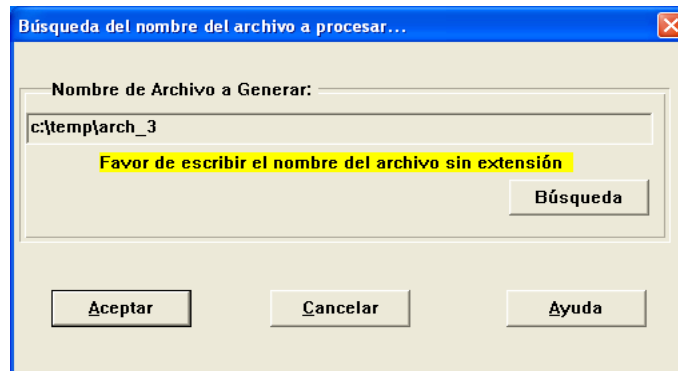 Búsqueda del nombre del archivo a procesar...
Nombre de Archivo a Generar:
c:\temp\arch_3
Favor de escribir el nombre del archivo sin extensión
Búsqueda
Aceptar Cancelar Ayuda